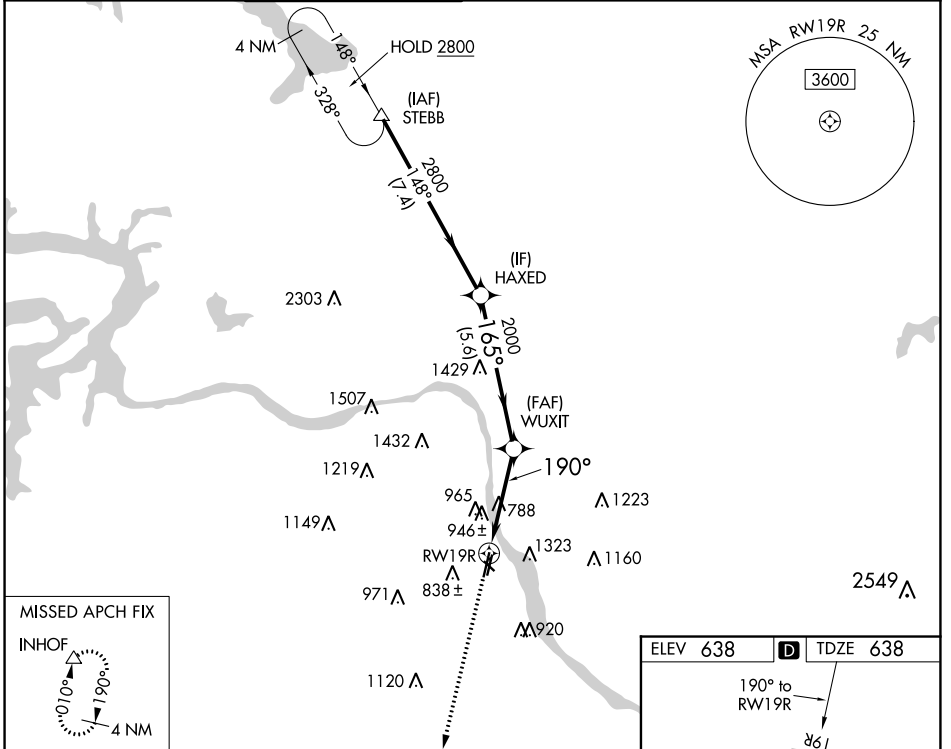 4 NM
148°
328°
HOLD 2800
(IAF)
STEBB
MSA RW19R 25 NM
3600
2800
148°
(7.4)
(IF)
HAXED
2303
2000
165°
(5.6)
1429
1507
(FAF)
WUXIT
1432
1219
190°
965
788
1223
946±
1149
RW19R
1323
1160
838±
971
2549
920
1120
MISSED APCH FIX
INHOF
010°
190°
4 NM
ELEV 638
D
TDZE 638
190° to
RW19R
19R